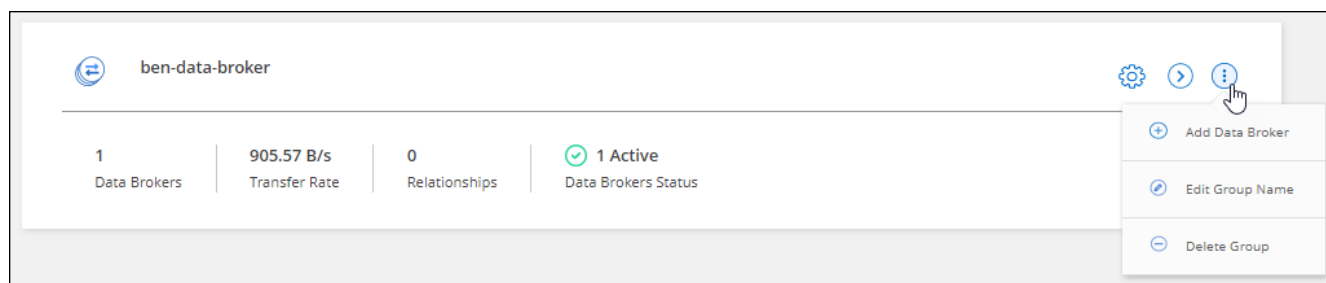 ben-data-broker
1
Data Brokers
905.57 B/s
Transfer Rate
0
Relationships
1 Active
Data Brokers Status
Add Data Broker
Edit Group Name
Delete Group